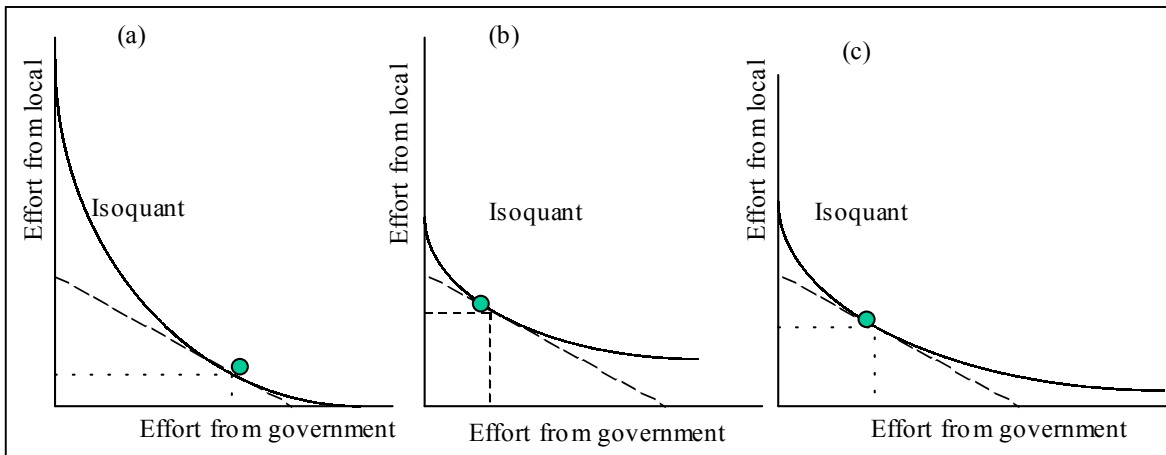 (a)
Effort from local
Isoquant
Effort from government
(b)
Effort from local
Isoquant
Effort from government
(c)
Effort from local
Isoquant
Effort from government